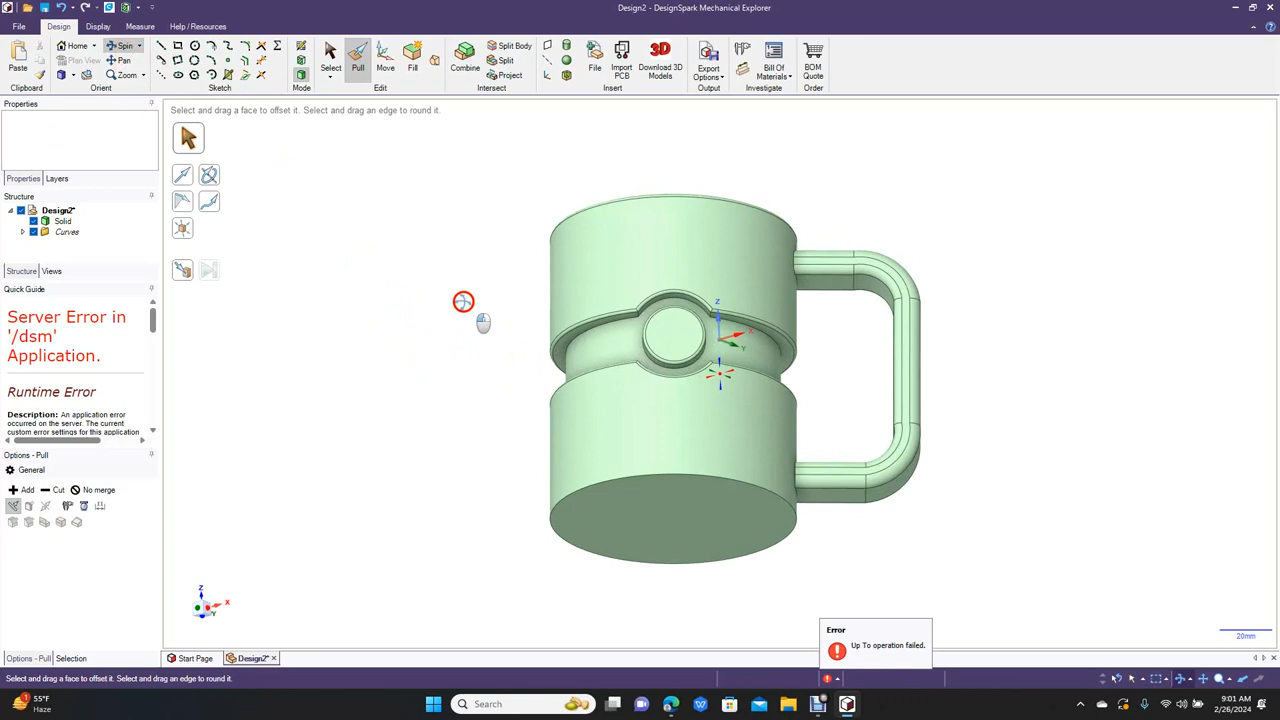 Design2 - DesignSpark Mechanical Explorer
File
Design
Display
Measure
Help / Resources
Paste
Home
Spin
Plan View
Pan
Zoom
Select
Pull
Move
Fill
Combine
Split Body
Split
Project
File
Import PCB
3D
Download 3D Models
Export Options
Bill Of Materials
BOM Quote
Clipboard
Orient
Sketch
Mode
Edit
Intersect
Insert
Output
Investigate
Order
Properties
Select and drag a face to offset it. Select and drag an edge to round it.
Properties
Layers
Structure
Design2*
Solid
Curves
Structure
Views
Quick Guide
Server Error in
'/dsm'
Application.
Runtime Error
Description: An application error
occurred on the server. The current
custom error settings for this application
Options - Pull
General
Add
Cut
No merge
Z
X
Y
Z
X
Y
Error
Up To operation failed.
20mm
Options - Pull
Selection
Start Page
Design2*
Select and drag a face to offset it. Select and drag an edge to round it.
1
55°F
Haze
Search
9:01 AM
2/26/2024